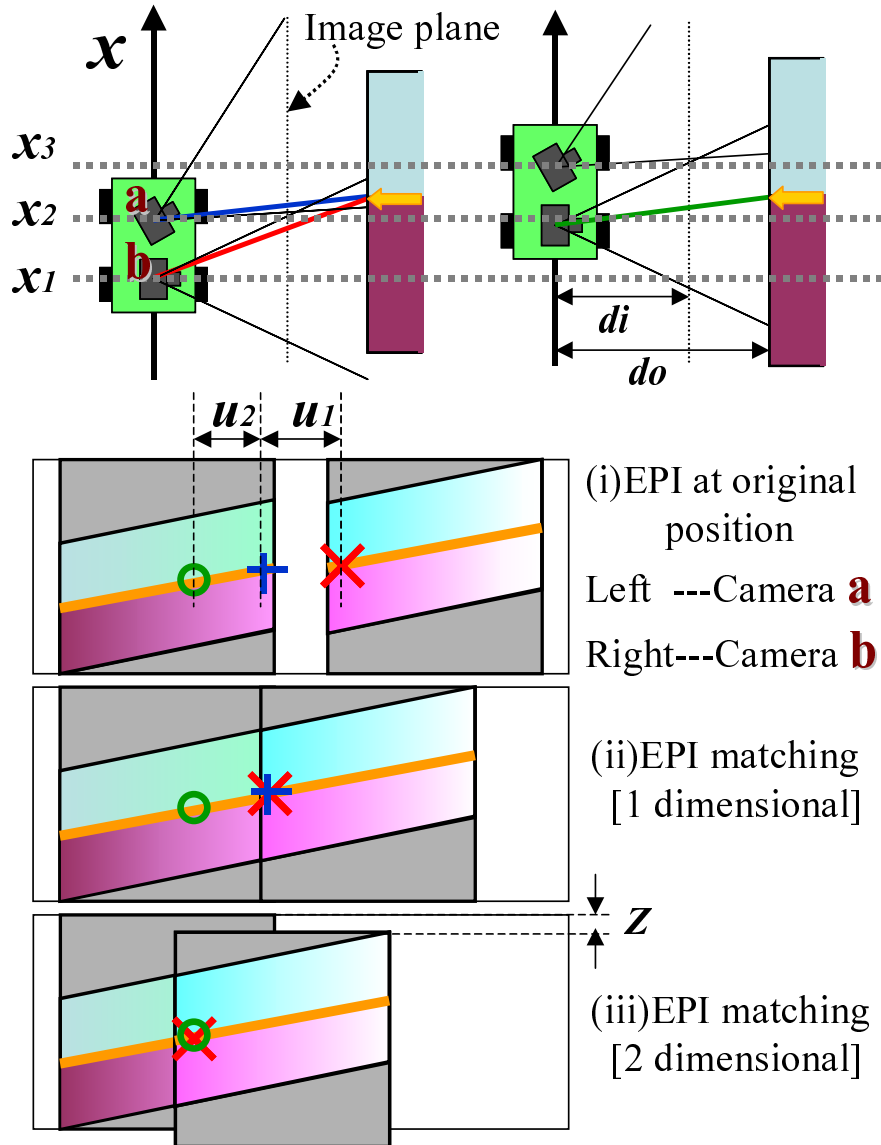 x
Image plane
x3
x2
x1
a
b
di
do
u2 u1
(i)EPI at original
position
Left ---Camera a
Right---Camera b
(ii)EPI matching
[1 dimensional]
z
(iii)EPI matching
[2 dimensional]